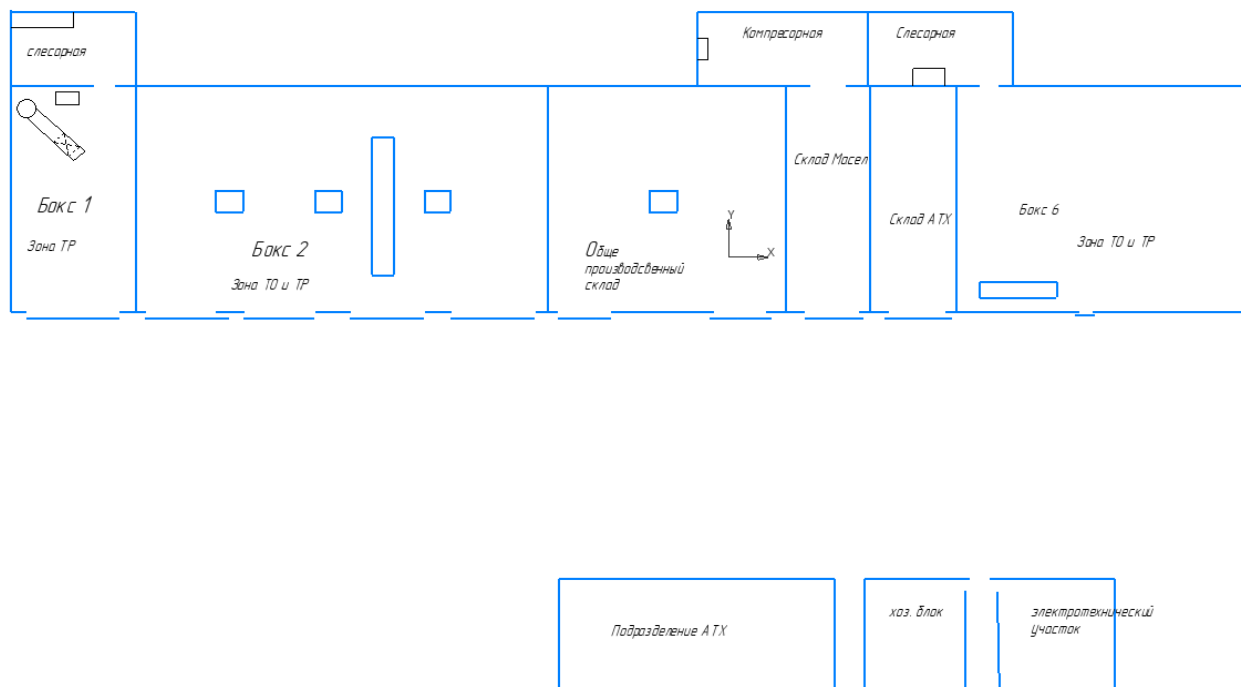 слесарная
Компресорная
Слесарная
Бокс 1
Зона ТР
Бокс 2
Зона ТО и ТР
Обще
производсвенный
склад
Y
X
Склад Масел
Склад АТХ
Бокс 6
Зона ТО и ТР
Подразделение АТХ
хоз. блок
электротехнический
участок